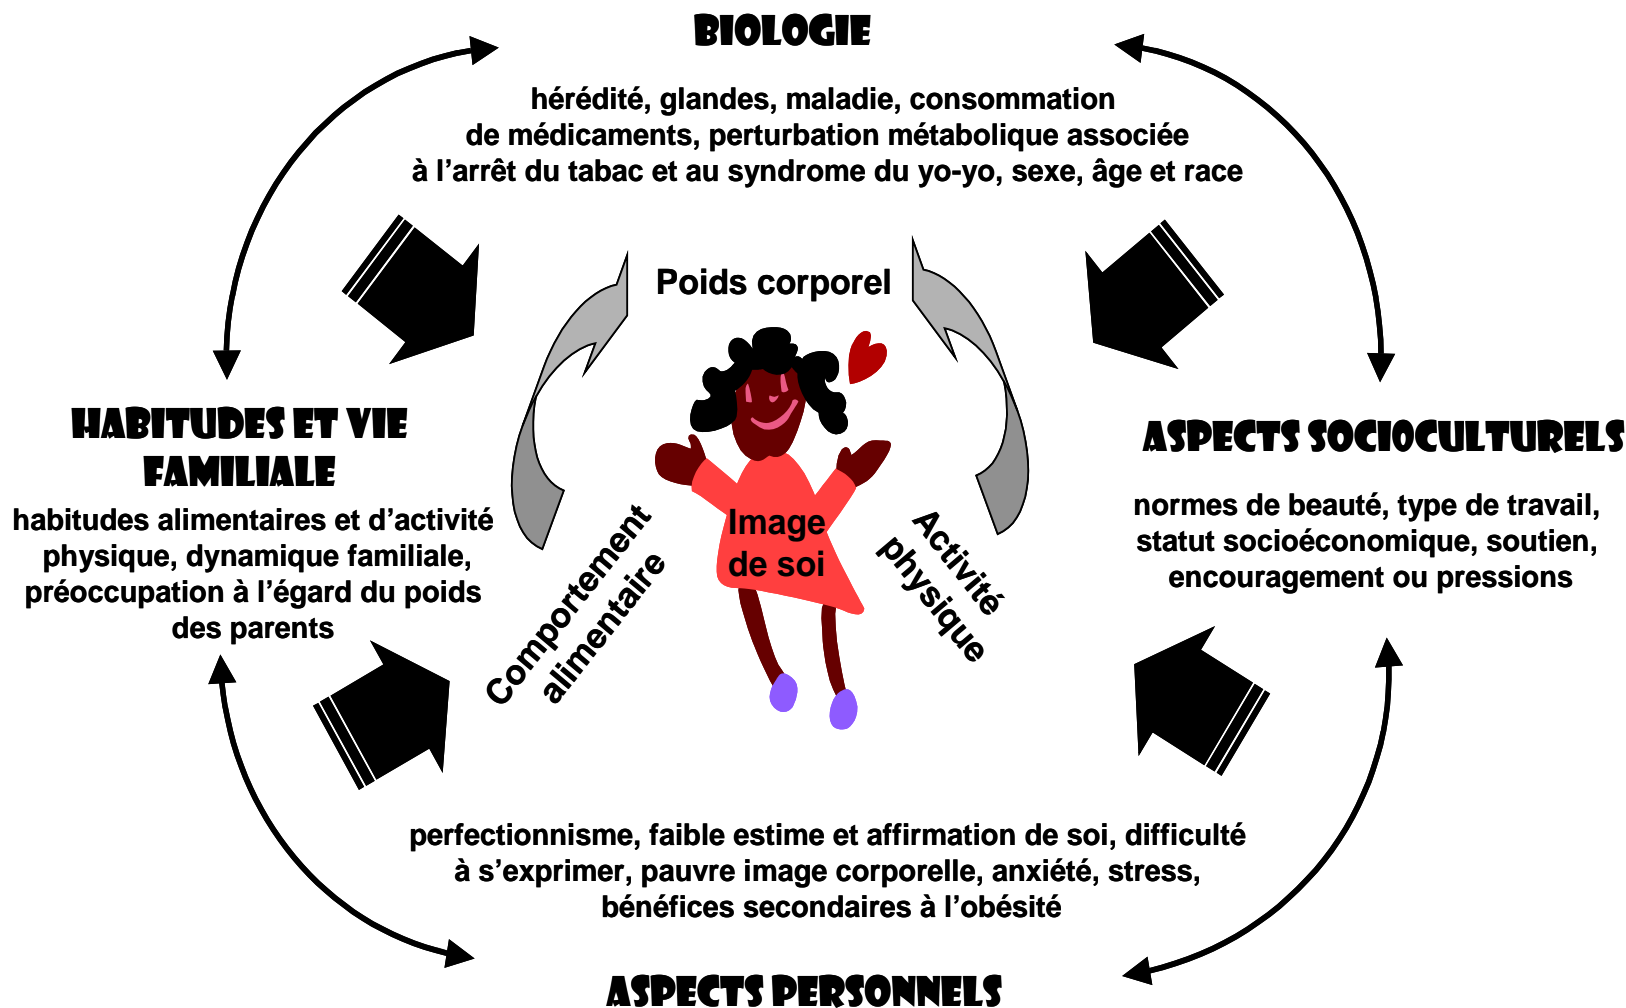 BIOLOGIE
hérédité, glandes, maladie, consommation
de médicaments, perturbation métabolique associée
à l’arrêt du tabac et au syndrome du yo-yo, sexe, âge et race
Poids corporel
HABITUDES ET VIE
FAMILIALE
habitudes alimentaires et d’activité
physique, dynamique familiale,
préoccupation à l’égard du poids
des parents
ASPECTS SOCIOCULTURELS
normes de beauté, type de travail,
statut socioéconomique, soutien,
encouragement ou pressions
Comportement
alimentaire
Image
de soi
Activité
physique
perfectionnisme, faible estime et affirmation de soi, difficulté
à s’exprimer, pauvre image corporelle, anxiété, stress,
bénéfices secondaires à l’obésité
ASPECTS PERSONNELS